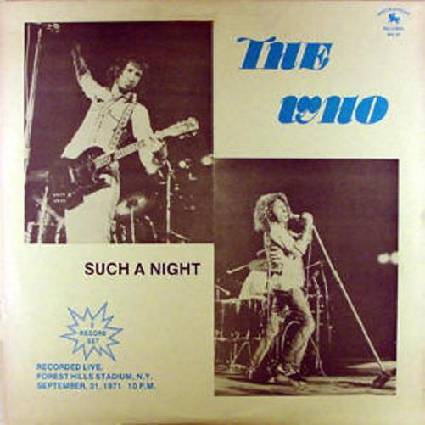 THE
WHO
SUCH A NIGHT
2
RECORD
SET
RECORDED LIVE,
FOREST HILLS STADIUM, N.Y.
SEPTEMBER, 31, 1971 10 P.M.